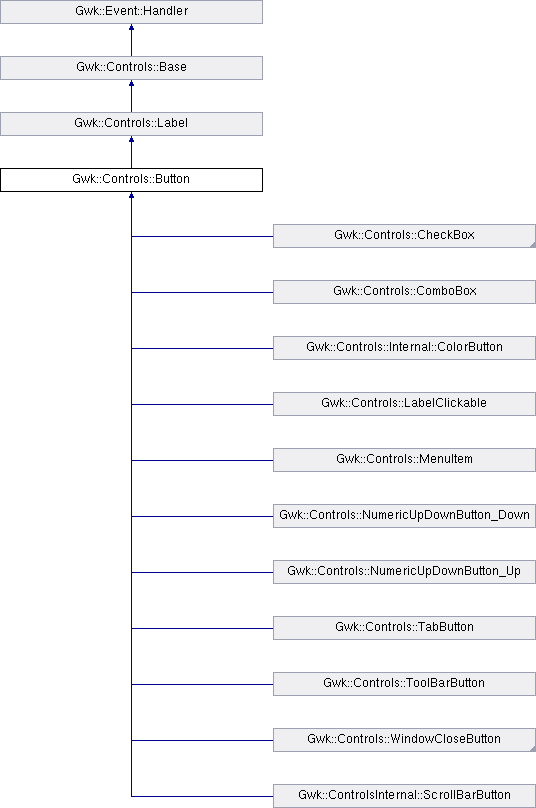 Gwk::Event::Handler
Gwk::Controls::Base
Gwk::Controls::Label
Gwk::Controls::Button
Gwk::Controls::CheckBox
Gwk::Controls::ComboBox
Gwk::Controls::Internal::ColorButton
Gwk::Controls::LabelClickable
Gwk::Controls::MenuItem
Gwk::Controls::NumericUpDownButton_Down
Gwk::Controls::NumericUpDownButton_Up
Gwk::Controls::TabButton
Gwk::Controls::ToolBarButton
Gwk::Controls::WindowCloseButton
Gwk::ControlsInternal::ScrollBarButton